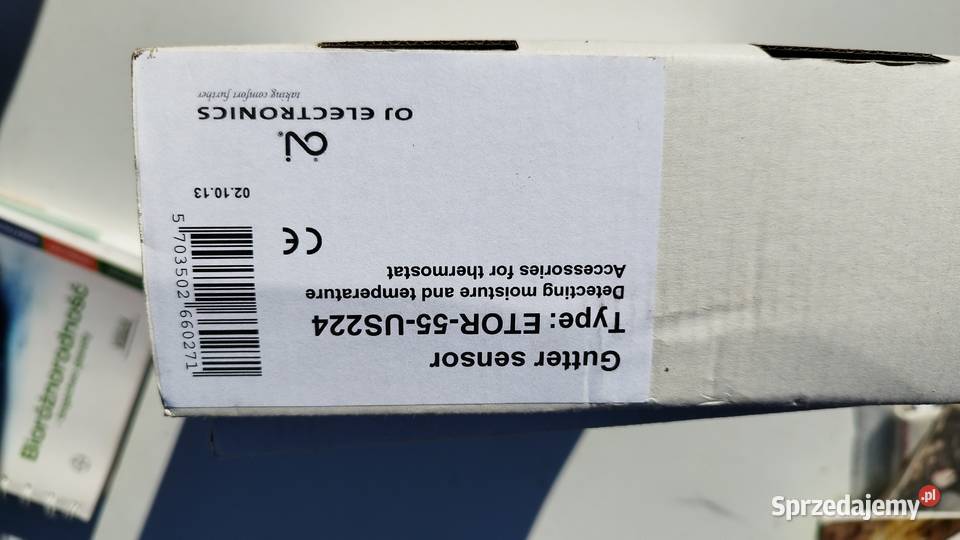 Gutter sensor
Type: ETOR-55-US224
Detecting moisture and temperature
Accessories for thermostat
CE
5 703502 660271
02.10.13
OJ
OJ ELECTRONICS
taking comfort further
Bioróżnorodność
Sprzedajemy.pl